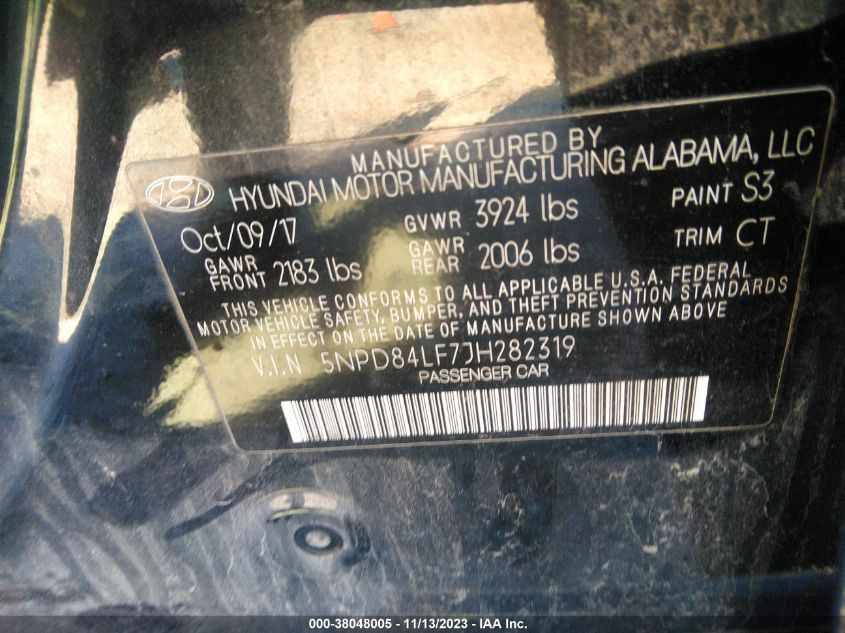 MANUFACTURED BY
HYUNDAI MOTOR MANUFACTURING ALABAMA, LLC
Oct/09/17 GVWR 3924 lbs PAINT S3
GAWR FRONT 2183 lbs GAWR REAR 2006 lbs TRIM CT
THIS VEHICLE CONFORMS TO ALL APPLICABLE U.S.A. FEDERAL
MOTOR VEHICLE SAFETY, BUMPER, AND THEFT PREVENTION STANDARDS
IN EFFECT ON THE DATE OF MANUFACTURE SHOWN ABOVE
V.I.N 5NPD84LF7JH282319
PASSENGER CAR
000-38048005 - 11/13/2023 - IAA Inc.